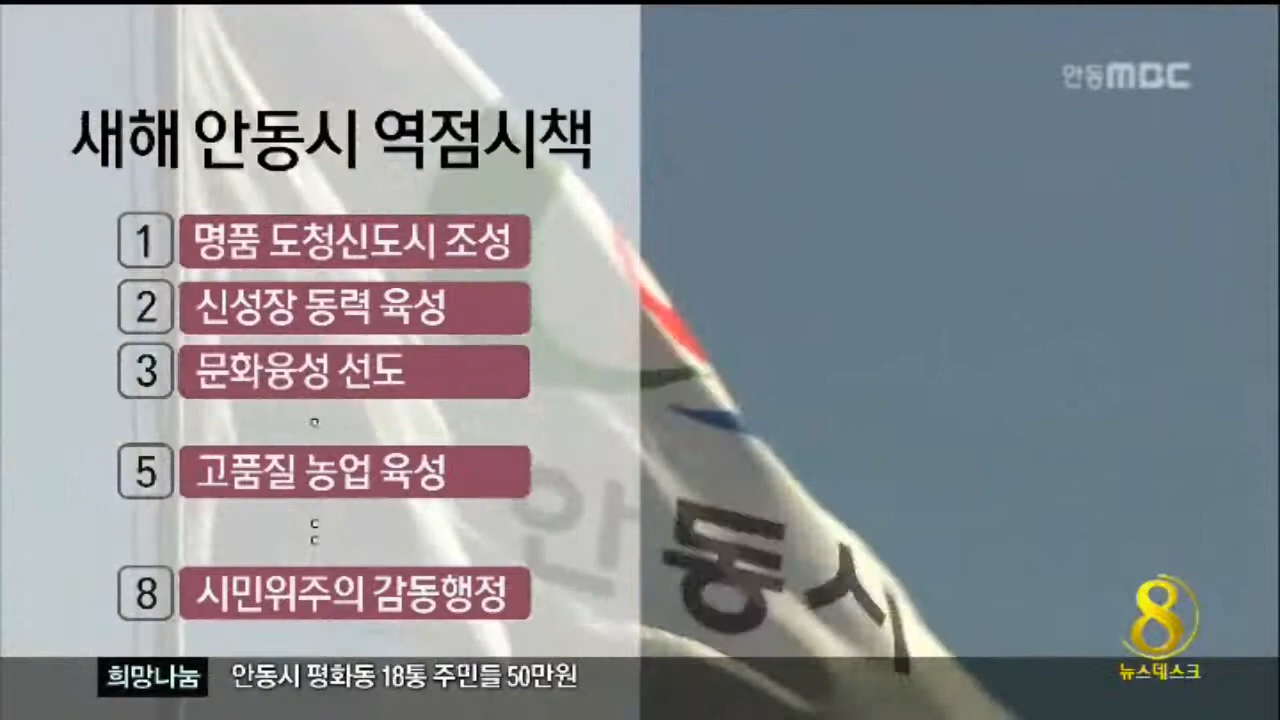 안동MBC
새해 안동시 역점시책
1 명품 도청신도시 조성
2 신성장 동력 육성
3 문화융성 선도
5 고품질 농업 육성
8 시민위주의 감동행정
안동시
8
뉴스데스크
희망나눔 안동시 평화동 18통 주민들 50만원